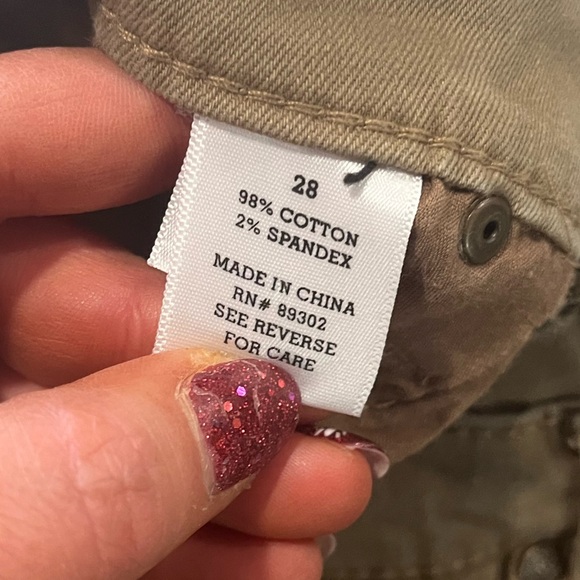 28
98% COTTON
2% SPANDEX
MADE IN CHINA
RN# 89302
SEE REVERSE
FOR CARE